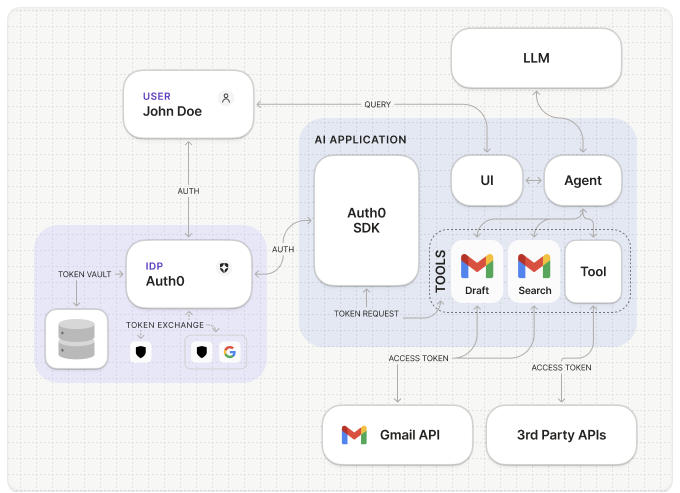 LLM
USER
John Doe
QUERY
AI APPLICATION
Auth0
SDK
UI
Agent
AUTH
AUTH
IDP
Auth0
TOKEN VAULT
TOOLS
Draft
Search
Tool
TOKEN REQUEST
TOKEN EXCHANGE
ACCESS TOKEN
ACCESS TOKEN
Gmail API
3rd Party APIs